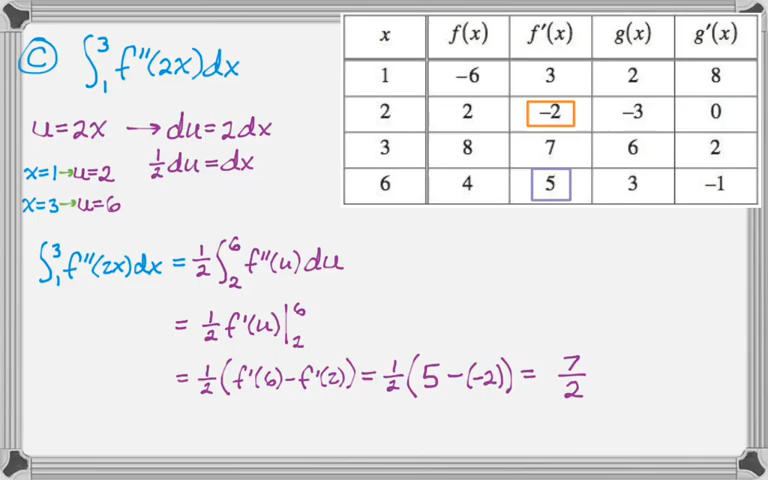 Ⓒ ∫₁³ f''(2x)dx
u=2x → du=2dx
½du=dx
x=1→u=2
x=3→u=6
∫₁³ f''(2x)dx = ½ ∫₂⁶ f''(u)du
= ½ f'(u)|₂⁶
= ½(f'(6)-f'(2)) = ½(5-(-2)) = 7/2
x f(x) f'(x) g(x) g'(x)
1 −6 3 2 8
2 2 −2 −3 0
3 8 7 6 2
6 4 5 3 −1